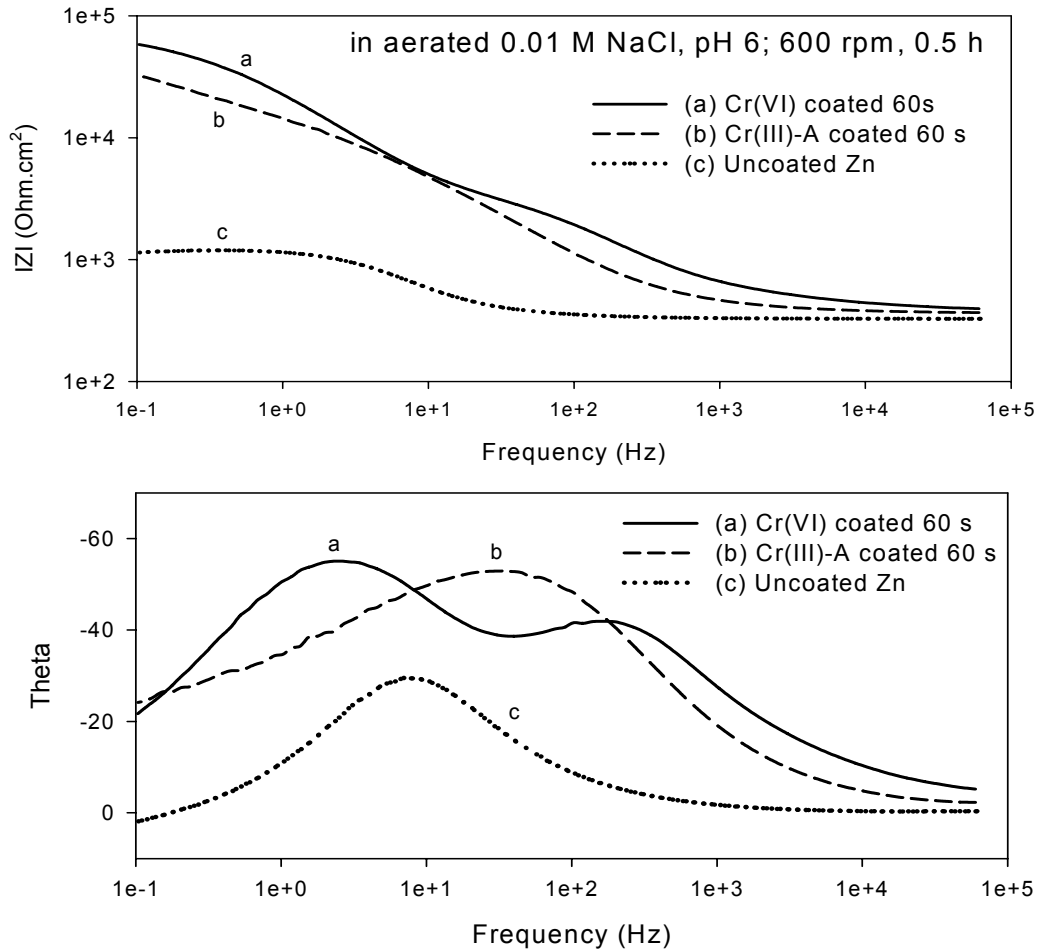 1e+5
in aerated 0.01 M NaCl, pH 6; 600 rpm, 0.5 h
a
(a) Cr(VI) coated 60s
(b) Cr(III)-A coated 60 s
(c) Uncoated Zn
b
1e+4
IZI (Ohm.cm²)
c
1e+3
1e+2
1e-1 1e+0 1e+1 1e+2 1e+3 1e+4 1e+5
Frequency (Hz)
(a) Cr(VI) coated 60 s
(b) Cr(III)-A coated 60 s
(c) Uncoated Zn
-60
a
b
-40
Theta
-20
c
0
1e-1 1e+0 1e+1 1e+2 1e+3 1e+4 1e+5
Frequency (Hz)